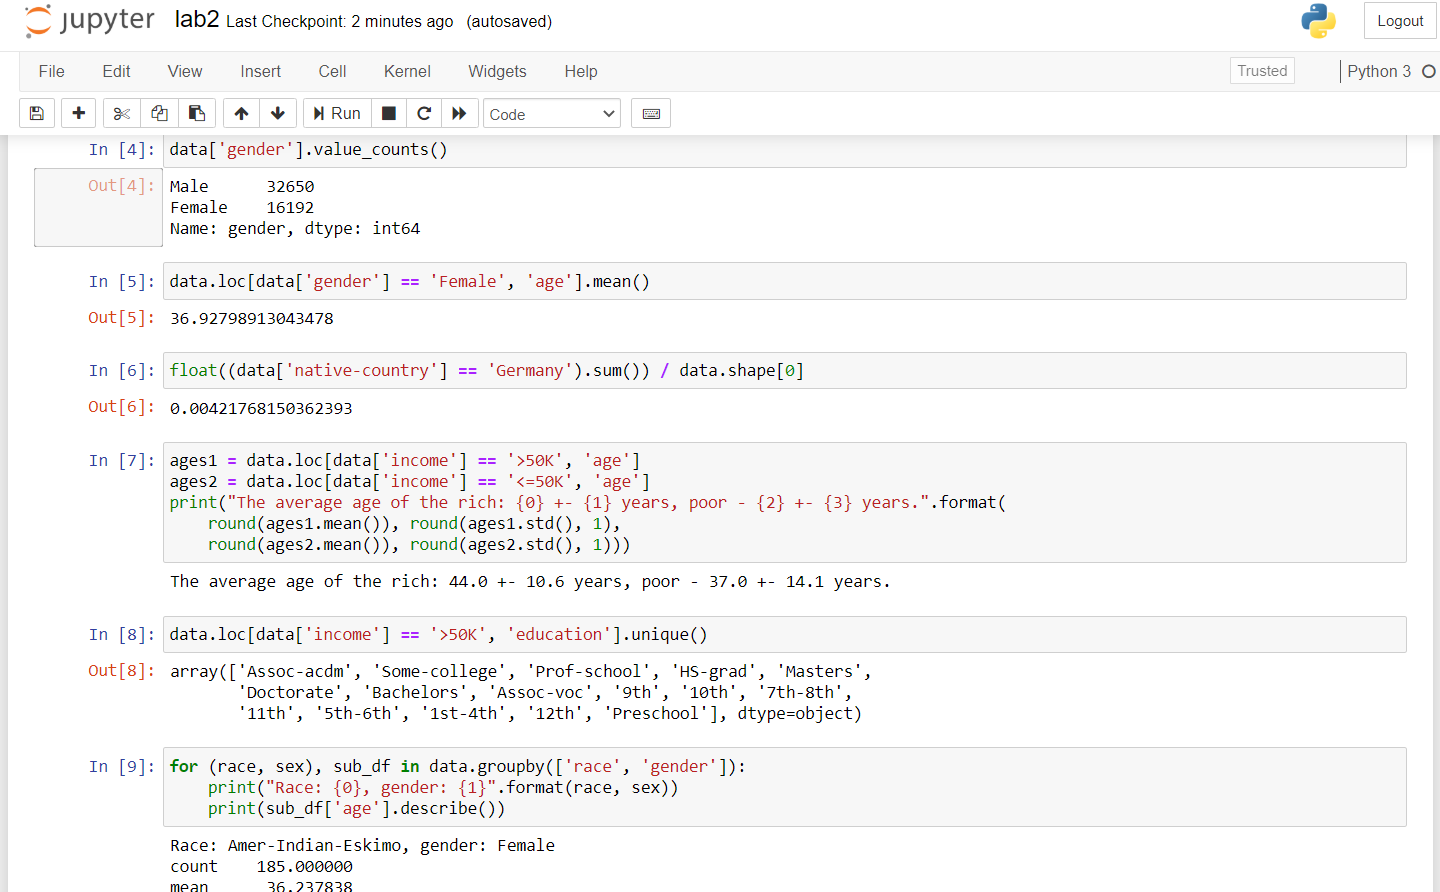 jupyter lab2 Last Checkpoint: 2 minutes ago (autosaved) Logout
File Edit View Insert Cell Kernel Widgets Help Trusted Python 3
Run Code
In [4]: data['gender'].value_counts()
Out[4]: Male 32650
Female 16192
Name: gender, dtype: int64
In [5]: data.loc[data['gender'] == 'Female', 'age'].mean()
Out[5]: 36.92798913043478
In [6]: float((data['native-country'] == 'Germany').sum()) / data.shape[0]
Out[6]: 0.00421768150362393
In [7]: ages1 = data.loc[data['income'] == '>50K', 'age']
ages2 = data.loc[data['income'] == '<=50K', 'age']
print("The average age of the rich: {0} +- {1} years, poor - {2} +- {3} years.".format(
round(ages1.mean()), round(ages1.std(), 1),
round(ages2.mean()), round(ages2.std(), 1)))
The average age of the rich: 44.0 +- 10.6 years, poor - 37.0 +- 14.1 years.
In [8]: data.loc[data['income'] == '>50K', 'education'].unique()
Out[8]: array(['Assoc-acdm', 'Some-college', 'Prof-school', 'HS-grad', 'Masters',
'Doctorate', 'Bachelors', 'Assoc-voc', '9th', '10th', '7th-8th',
'11th', '5th-6th', '1st-4th', '12th', 'Preschool'], dtype=object)
In [9]: for (race, sex), sub_df in data.groupby(['race', 'gender']):
print("Race: {0}, gender: {1}".format(race, sex))
print(sub_df['age'].describe())
Race: Amer-Indian-Eskimo, gender: Female
count 185.000000
mean 36.237838